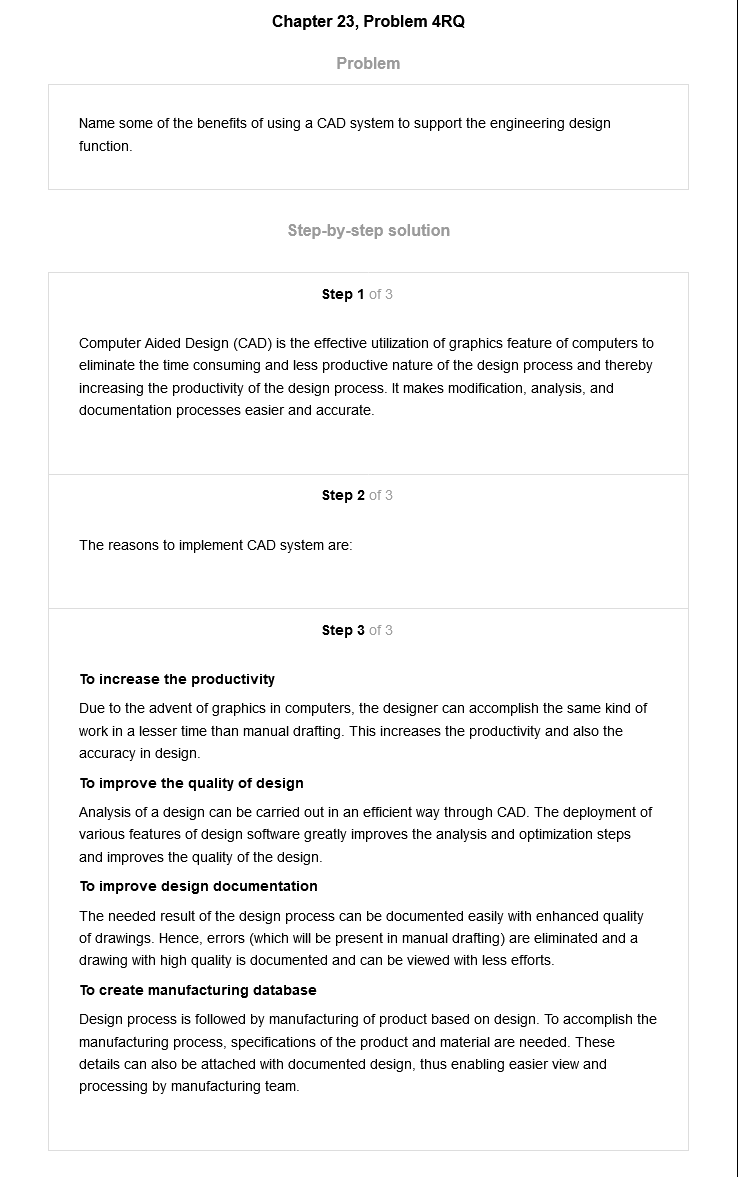 Chapter 23, Problem 4RQ
Problem
Name some of the benefits of using a CAD system to support the engineering design
function.
Step-by-step solution
Step 1 of 3
Computer Aided Design (CAD) is the effective utilization of graphics feature of computers to
eliminate the time consuming and less productive nature of the design process and thereby
increasing the productivity of the design process. It makes modification, analysis, and
documentation processes easier and accurate.
Step 2 of 3
The reasons to implement CAD system are:
Step 3 of 3
To increase the productivity
Due to the advent of graphics in computers, the designer can accomplish the same kind of
work in a lesser time than manual drafting. This increases the productivity and also the
accuracy in design.
To improve the quality of design
Analysis of a design can be carried out in an efficient way through CAD. The deployment of
various features of design software greatly improves the analysis and optimization steps
and improves the quality of the design.
To improve design documentation
The needed result of the design process can be documented easily with enhanced quality
of drawings. Hence, errors (which will be present in manual drafting) are eliminated and a
drawing with high quality is documented and can be viewed with less efforts.
To create manufacturing database
Design process is followed by manufacturing of product based on design. To accomplish the
manufacturing process, specifications of the product and material are needed. These
details can also be attached with documented design, thus enabling easier view and
processing by manufacturing team.